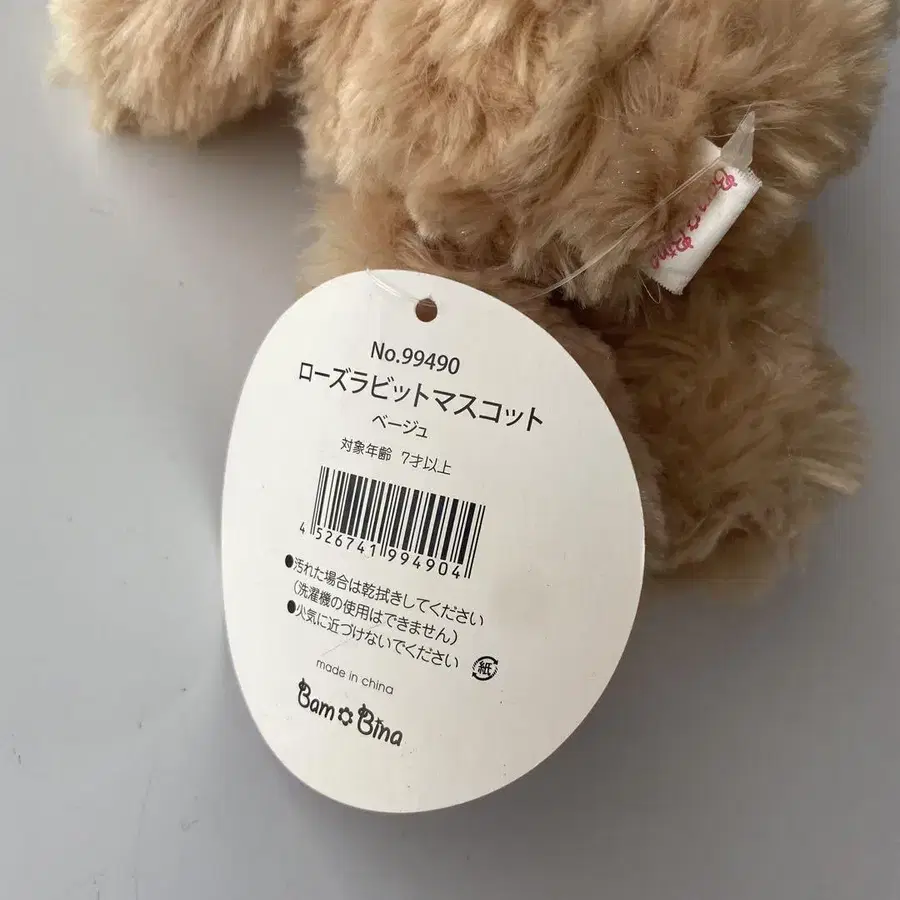 Bam Bina
No.99490
ローズラビットマスコット
ベージュ
対象年齢 7才以上
4 526741 994904
●汚れた場合は乾拭きしてください
(洗濯機の使用はできません)
●火気に近づけないでください
紙
made in china
Bam Bina